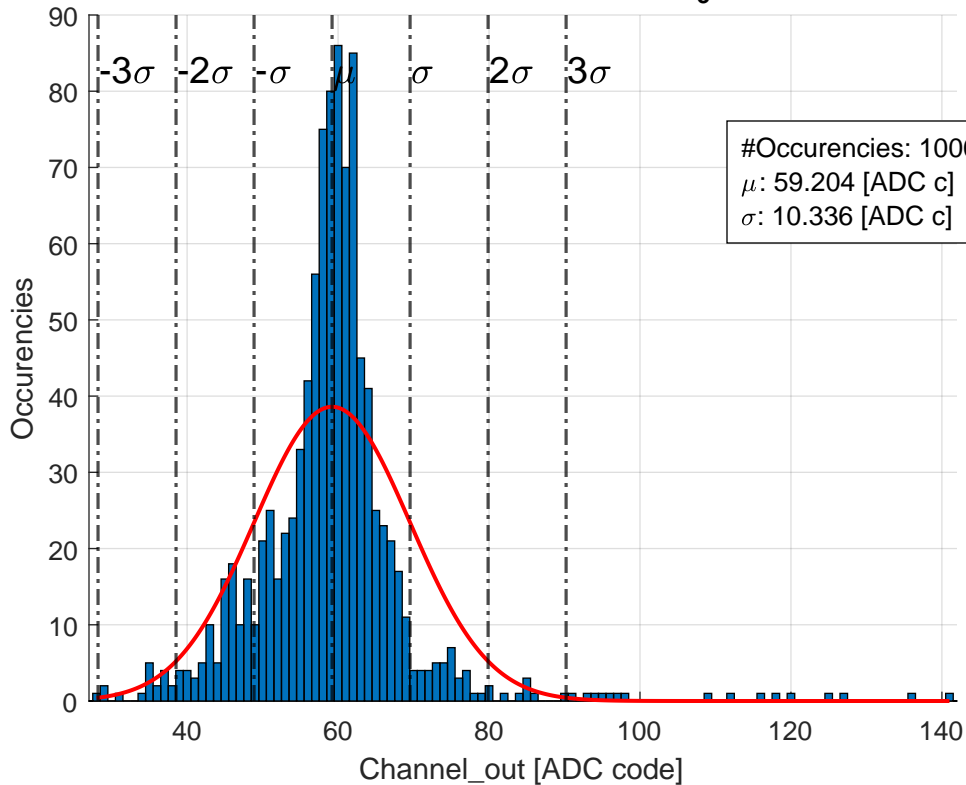 90
80
70
60
50
40
30
20
10
0
Occurencies
-3σ
-2σ
-σ
μ
σ
2σ
3σ
#Occurencies:
μ: 59.204 [ADC c]
σ: 10.336 [ADC c]
40
60
80
100
120
140
Channel_out [ADC code]